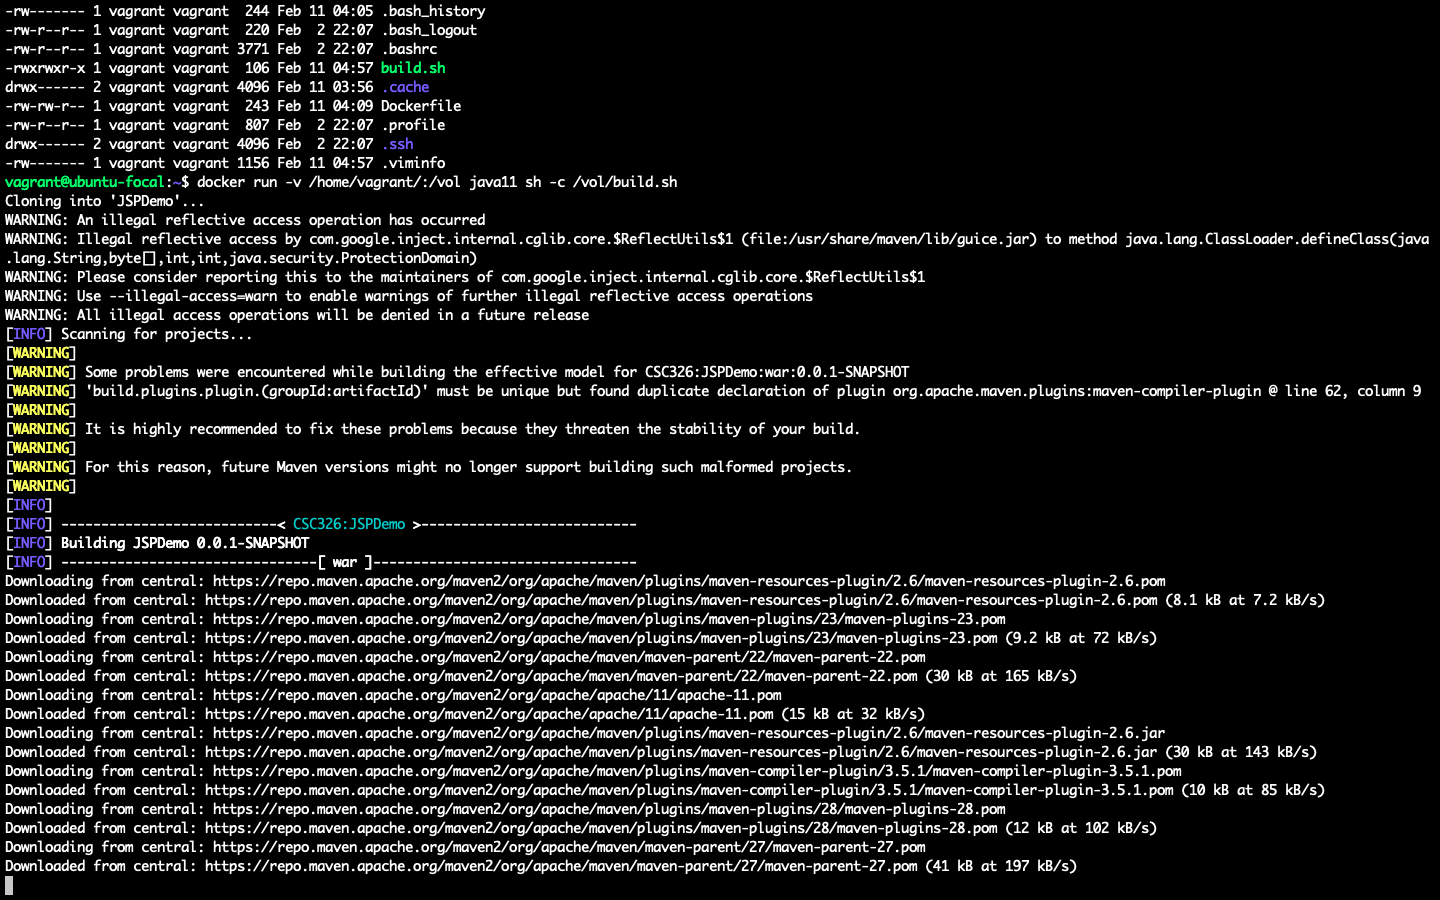 -rw------- 1 vagrant vagrant  244 Feb 11 04:05 .bash_history
-rw-r--r-- 1 vagrant vagrant  220 Feb  2 22:07 .bash_logout
-rw-r--r-- 1 vagrant vagrant 3771 Feb  2 22:07 .bashrc
-rwxrwxr-x 1 vagrant vagrant  106 Feb 11 04:57 build.sh
drwx------ 2 vagrant vagrant 4096 Feb 11 03:56 .cache
-rw-rw-r-- 1 vagrant vagrant  243 Feb 11 04:09 Dockerfile
-rw-r--r-- 1 vagrant vagrant  807 Feb  2 22:07 .profile
drwx------ 2 vagrant vagrant 4096 Feb  2 22:07 .ssh
-rw------- 1 vagrant vagrant 1156 Feb 11 04:57 .viminfo
vagrant@ubuntu-focal:~$ docker run -v /home/vagrant/:/vol java11 sh -c /vol/build.sh
Cloning into 'JSPDemo'...
WARNING: An illegal reflective access operation has occurred
WARNING: Illegal reflective access by com.google.inject.internal.cglib.core.$ReflectUtils$1 (file:/usr/share/maven/lib/guice.jar) to method java.lang.ClassLoader.defineClass(java
.lang.String,byte[],int,int,java.security.ProtectionDomain)
WARNING: Please consider reporting this to the maintainers of com.google.inject.internal.cglib.core.$ReflectUtils$1
WARNING: Use --illegal-access=warn to enable warnings of further illegal reflective access operations
WARNING: All illegal access operations will be denied in a future release
[INFO] Scanning for projects...
[WARNING]
[WARNING] Some problems were encountered while building the effective model for CSC326:JSPDemo:war:0.0.1-SNAPSHOT
[WARNING] 'build.plugins.plugin.(groupId:artifactId)' must be unique but found duplicate declaration of plugin org.apache.maven.plugins:maven-compiler-plugin @ line 62, column 9
[WARNING]
[WARNING] It is highly recommended to fix these problems because they threaten the stability of your build.
[WARNING]
[WARNING] For this reason, future Maven versions might no longer support building such malformed projects.
[WARNING]
[INFO]
[INFO] ---------------------------< CSC326:JSPDemo >---------------------------
[INFO] Building JSPDemo 0.0.1-SNAPSHOT
[INFO] --------------------------------[ war ]---------------------------------
Downloading from central: https://repo.maven.apache.org/maven2/org/apache/maven/plugins/maven-resources-plugin/2.6/maven-resources-plugin-2.6.pom
Downloaded from central: https://repo.maven.apache.org/maven2/org/apache/maven/plugins/maven-resources-plugin/2.6/maven-resources-plugin-2.6.pom (8.1 kB at 7.2 kB/s)
Downloading from central: https://repo.maven.apache.org/maven2/org/apache/maven/plugins/maven-plugins/23/maven-plugins-23.pom
Downloaded from central: https://repo.maven.apache.org/maven2/org/apache/maven/plugins/maven-plugins/23/maven-plugins-23.pom (9.2 kB at 72 kB/s)
Downloading from central: https://repo.maven.apache.org/maven2/org/apache/maven/maven-parent/22/maven-parent-22.pom
Downloaded from central: https://repo.maven.apache.org/maven2/org/apache/maven/maven-parent/22/maven-parent-22.pom (30 kB at 165 kB/s)
Downloading from central: https://repo.maven.apache.org/maven2/org/apache/apache/11/apache-11.pom
Downloaded from central: https://repo.maven.apache.org/maven2/org/apache/apache/11/apache-11.pom (15 kB at 32 kB/s)
Downloading from central: https://repo.maven.apache.org/maven2/org/apache/maven/plugins/maven-resources-plugin/2.6/maven-resources-plugin-2.6.jar
Downloaded from central: https://repo.maven.apache.org/maven2/org/apache/maven/plugins/maven-resources-plugin/2.6/maven-resources-plugin-2.6.jar (30 kB at 143 kB/s)
Downloading from central: https://repo.maven.apache.org/maven2/org/apache/maven/plugins/maven-compiler-plugin/3.5.1/maven-compiler-plugin-3.5.1.pom
Downloaded from central: https://repo.maven.apache.org/maven2/org/apache/maven/plugins/maven-compiler-plugin/3.5.1/maven-compiler-plugin-3.5.1.pom (10 kB at 85 kB/s)
Downloading from central: https://repo.maven.apache.org/maven2/org/apache/maven/plugins/maven-plugins/28/maven-plugins-28.pom
Downloaded from central: https://repo.maven.apache.org/maven2/org/apache/maven/plugins/maven-plugins/28/maven-plugins-28.pom (12 kB at 102 kB/s)
Downloading from central: https://repo.maven.apache.org/maven2/org/apache/maven/maven-parent/27/maven-parent-27.pom
Downloaded from central: https://repo.maven.apache.org/maven2/org/apache/maven/maven-parent/27/maven-parent-27.pom (41 kB at 197 kB/s)